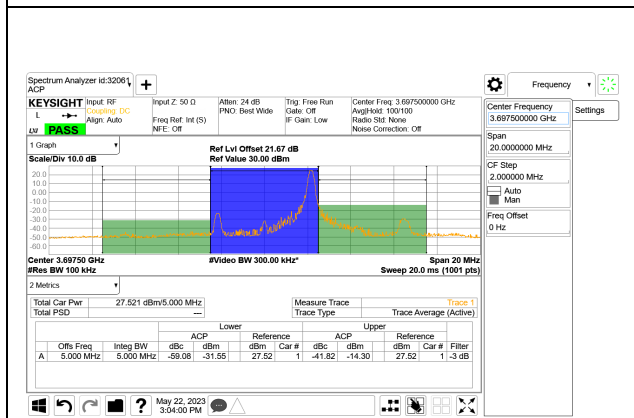 Spectrum Analyzer id:32061
ACP
Frequency
KEYSIGHT
Input: RF
Coupling: DC
Align: Auto
Input Z: 50 Ω
Freq Ref: Int (S)
NFE: Off
Atten: 24 dB
PNO: Best Wide
Trig: Free Run
Gate: Off
IF Gain: Low
Center Freq: 3.697500000 GHz
Avg|Hold: 100/100
Radio Std: None
Noise Correction: Off
L
PASS
Center Frequency
3.697500000 GHz
Settings
Span
20.0000000 MHz
CF Step
2.000000 MHz
Auto
Man
Freq Offset
0 Hz
1 Graph
Scale/Div 10.0 dB
Ref Lvl Offset 21.67 dB
Ref Value 30.00 dBm
20.0
10.0
0.00
-10.0
-20.0
-30.0
-40.0
-50.0
-60.0
Center 3.69750 GHz #Video BW 300.00 kHz* Span 20 MHz
#Res BW 100 kHz Sweep 20.0 ms (1001 pts)
2 Metrics
Total Car Pwr 27.521 dBm/5.000 MHz Measure Trace Trace 1
Total PSD --- Trace Type Trace Average (Active)
Lower Upper
ACP Reference ACP Reference
Offs Freq Integ BW dBc dBm dBm Car # dBc dBm dBm Car # Filter
A 5.000 MHz 5.000 MHz -59.08 -31.55 27.52 1 -41.82 -14.30 27.52 1 -3 dB
?
May 22, 2023
3:04:00 PM